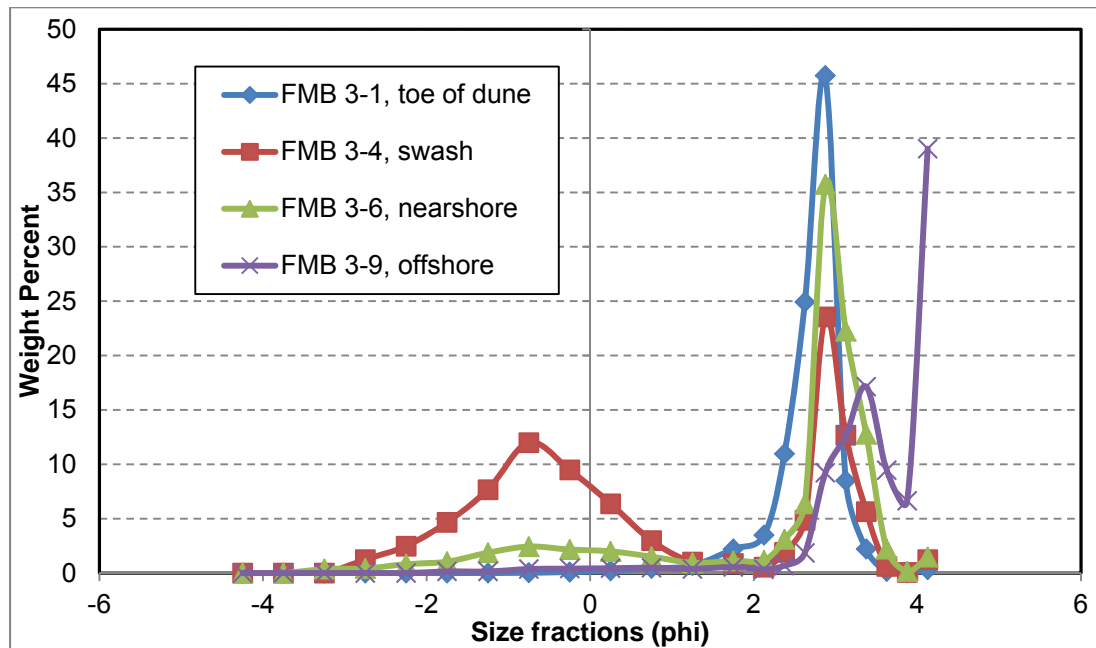 50
45
40
35
30
25
20
15
10
5
0
Weight Percent
FMB 3-1, toe of dune
FMB 3-4, swash
FMB 3-6, nearshore
FMB 3-9, offshore
-6 -4 -2 0 2 4 6
Size fractions (phi)